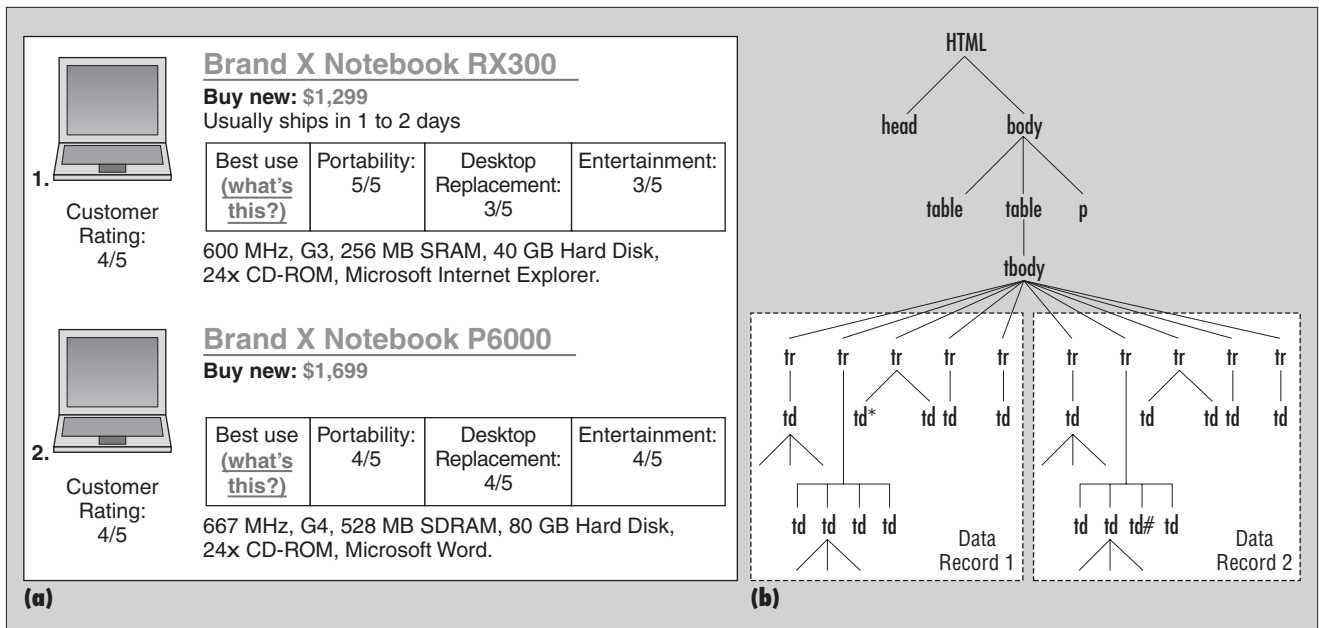 Brand X Notebook RX300
Buy new: $1,299
Usually ships in 1 to 2 days
1.
Customer
Rating:
4/5
Best use
(what's
this?)
Portability:
5/5
Desktop
Replacement:
3/5
Entertainment:
3/5
600 MHz, G3, 256 MB SRAM, 40 GB Hard Disk,
24x CD-ROM, Microsoft Internet Explorer.
Brand X Notebook P6000
Buy new: $1,699
2.
Customer
Rating:
4/5
Best use
(what's
this?)
Portability:
4/5
Desktop
Replacement:
4/5
Entertainment:
4/5
667 MHz, G4, 528 MB SDRAM, 80 GB Hard Disk,
24x CD-ROM, Microsoft Word.
(a)
HTML
head body
table table p
tbody
tr tr tr tr tr tr tr tr tr tr
td td* td td td td td td td td
td td td td td td td# td
Data
Record 1
Data
Record 2
(b)